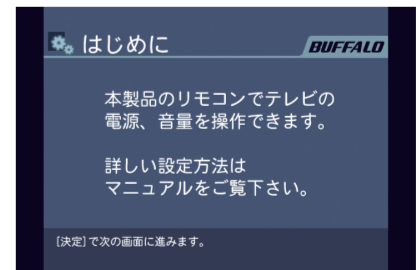 はじめに
BUFFALO
本製品のリモコンでテレビの
電源、音量を操作できます。
詳しい設定方法は
マニュアルをご覧下さい。
[決定]で次の画面に進みます。